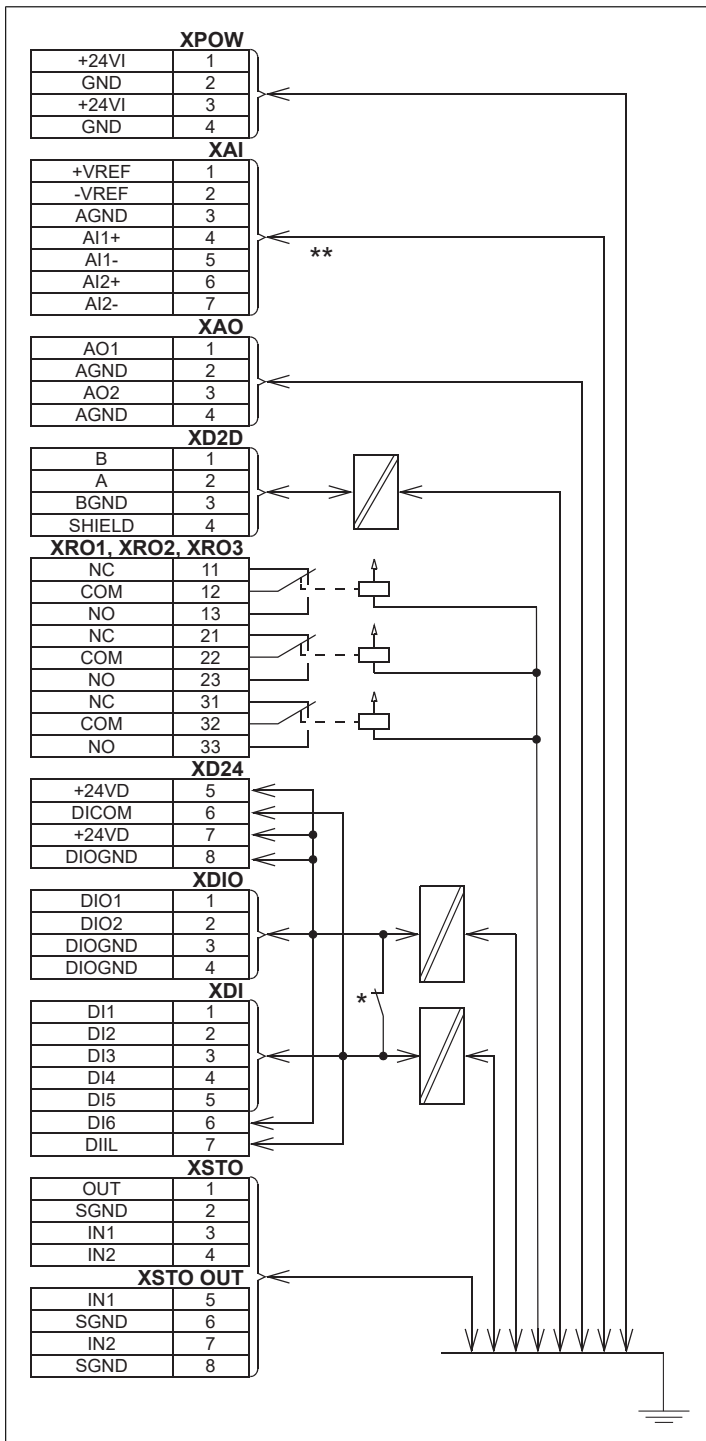 XPOW
+24VI 1
GND 2
+24VI 3
GND 4
XAI
+VREF 1
-VREF 2
AGND 3
AI1+ 4
AI1- 5
AI2+ 6
AI2- 7
**
XAO
AO1 1
AGND 2
AO2 3
AGND 4
XD2D
B 1
A 2
BGND 3
SHIELD 4
XRO1, XRO2, XRO3
NC 11
COM 12
NO 13
NC 21
COM 22
NO 23
NC 31
COM 32
NO 33
XD24
+24VD 5
DICOM 6
+24VD 7
DIOGND 8
XDIO
DIO1 1
DIO2 2
DIOGND 3
DIOGND 4
XDI
*
DI1 1
DI2 2
DI3 3
DI4 4
DI5 5
DI6 6
DIIL 7
XSTO
OUT 1
SGND 2
IN1 3
IN2 4
XSTO OUT
IN1 5
SGND 6
IN2 7
SGND 8